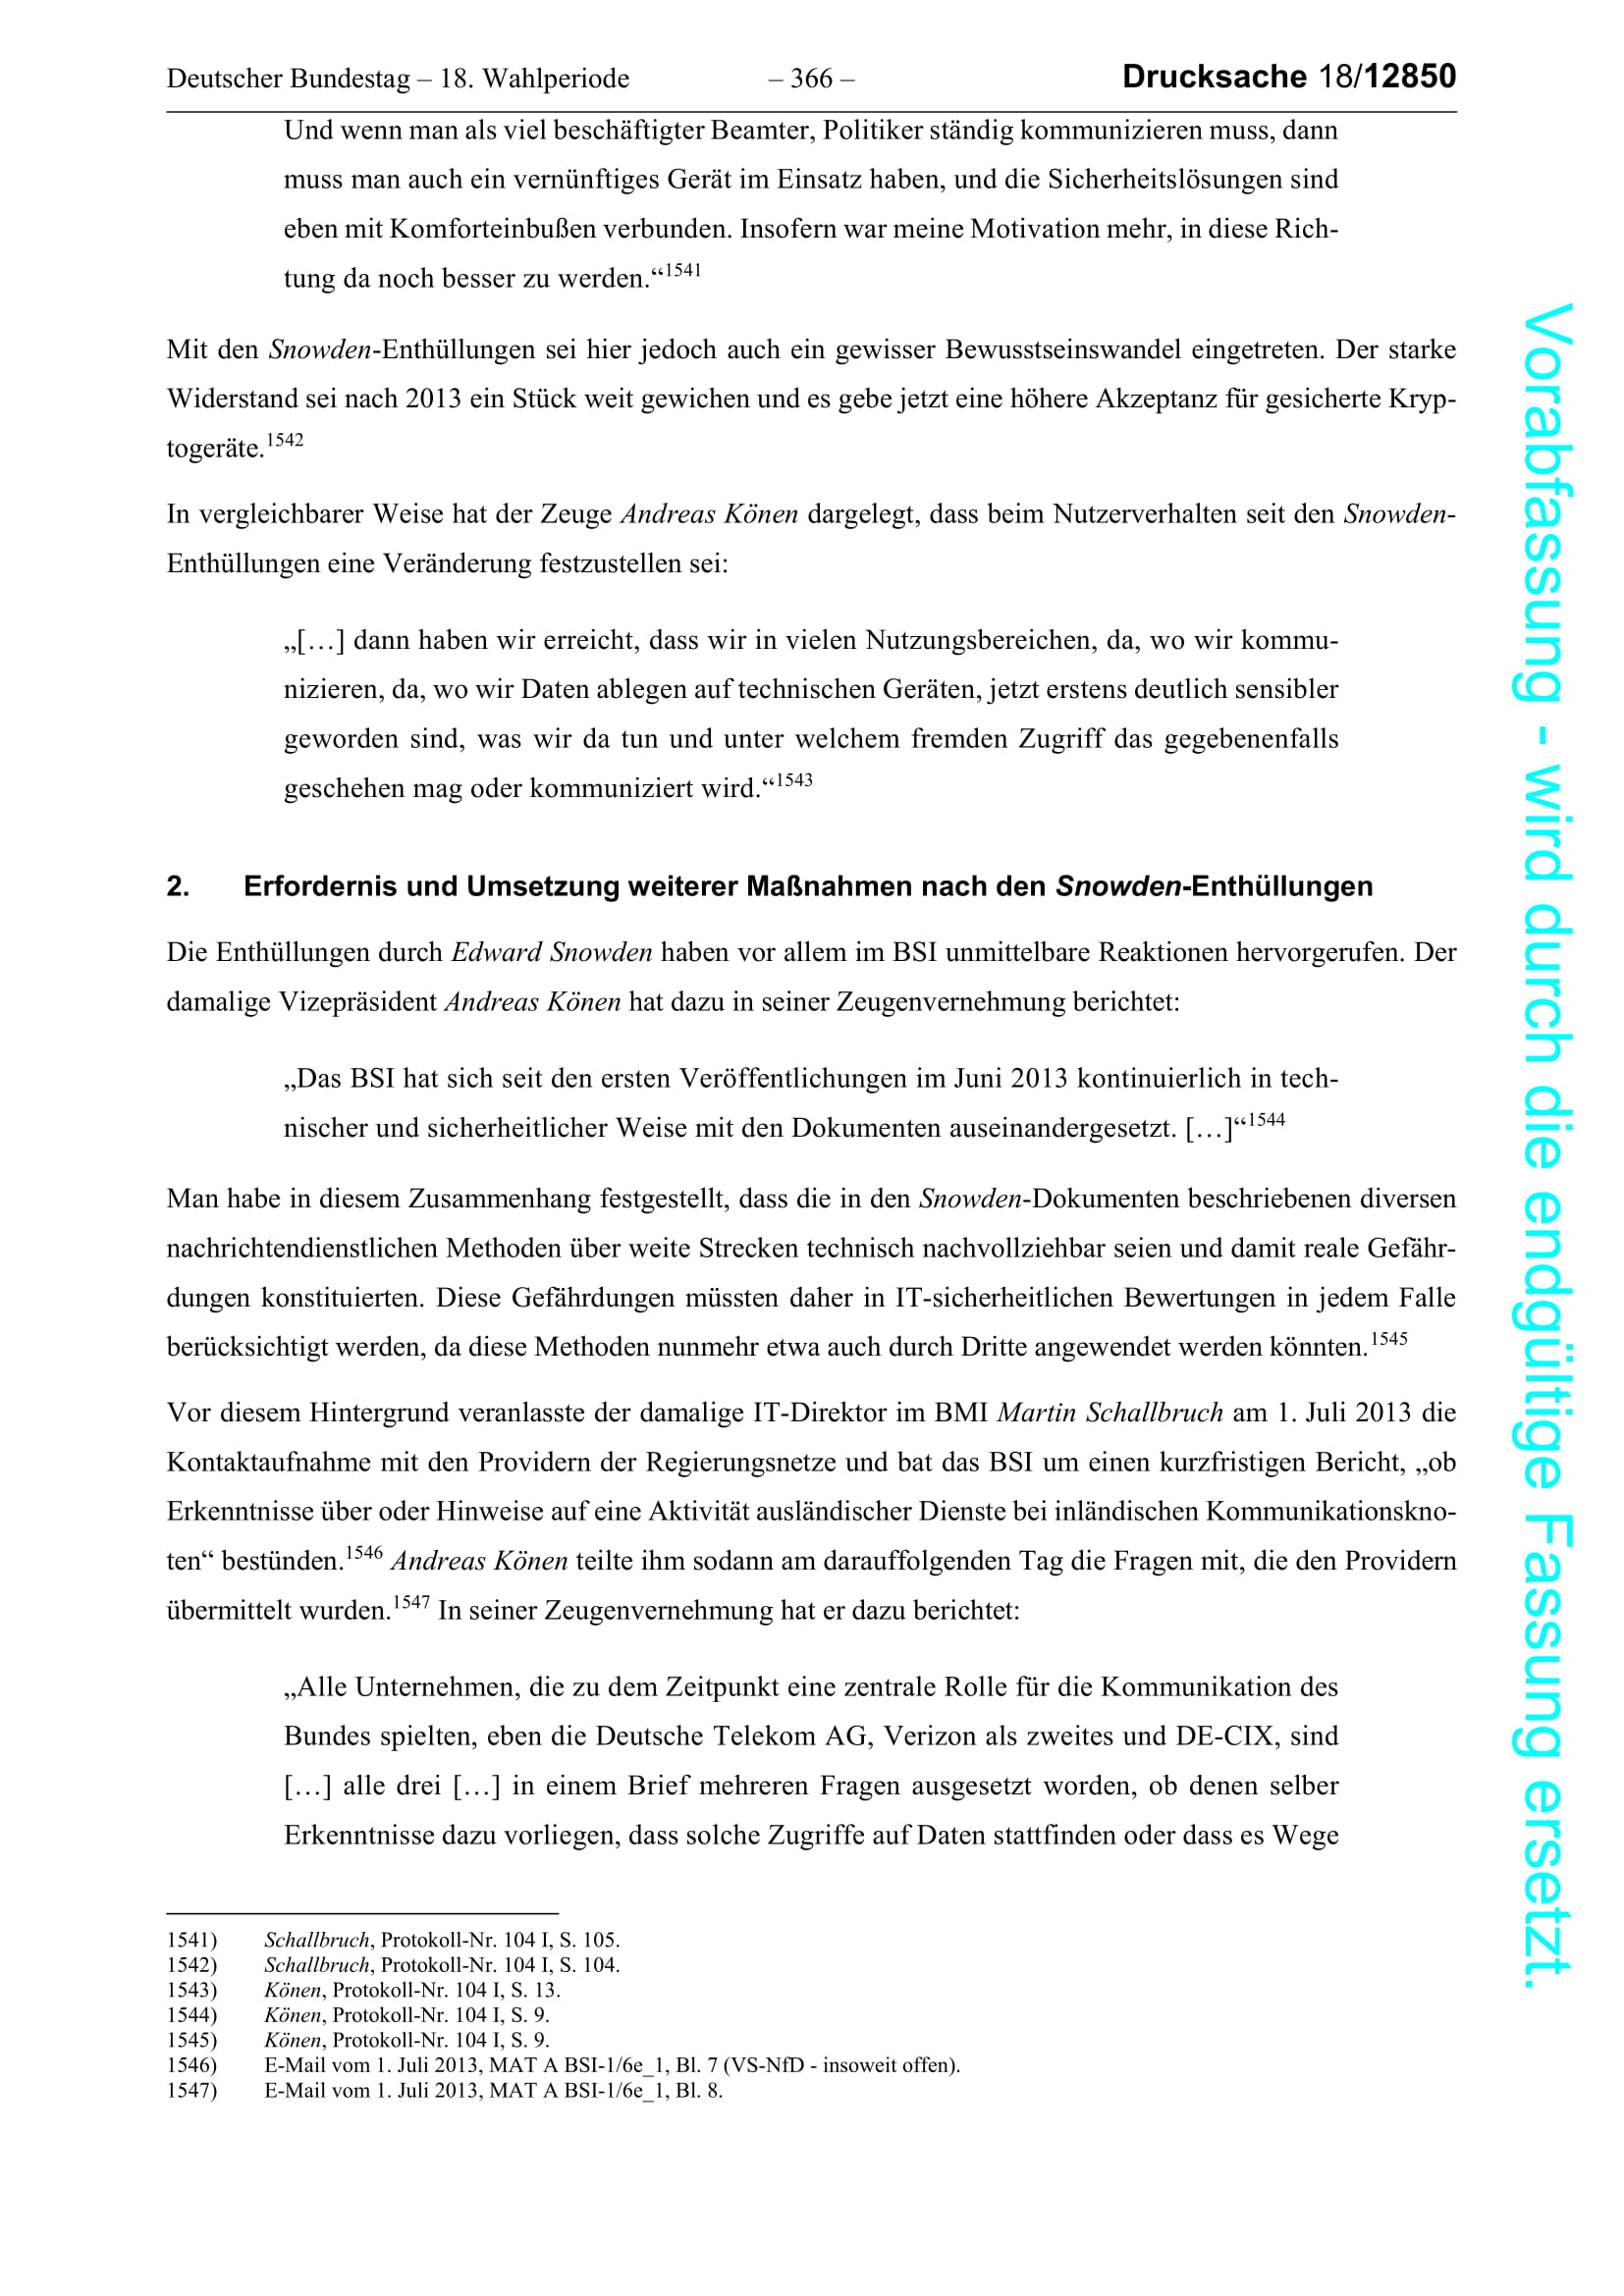 Deutscher Bundestag – 18. Wahlperiode – 366 – Drucksache 18/12850
Und wenn man als viel beschäftigter Beamter, Politiker ständig kommunizieren muss, dann
muss man auch ein vernünftiges Gerät im Einsatz haben, und die Sicherheitslösungen sind
eben mit Komforteinbußen verbunden. Insofern war meine Motivation mehr, in diese Rich-
tung da noch besser zu werden.“1541
Mit den Snowden-Enthüllungen sei hier jedoch auch ein gewisser Bewusstseinswandel eingetreten. Der starke
Widerstand sei nach 2013 ein Stück weit gewichen und es gebe jetzt eine höhere Akzeptanz für gesicherte Kryp-
togeräte.1542
In vergleichbarer Weise hat der Zeuge Andreas Könen dargelegt, dass beim Nutzerverhalten seit den Snowden-
Enthüllungen eine Veränderung festzustellen sei:
„[…] dann haben wir erreicht, dass wir in vielen Nutzungsbereichen, da, wo wir kommu-
nizieren, da, wo wir Daten ablegen auf technischen Geräten, jetzt erstens deutlich sensibler
geworden sind, was wir da tun und unter welchem fremden Zugriff das gegebenenfalls
geschehen mag oder kommuniziert wird.“1543
2. Erfordernis und Umsetzung weiterer Maßnahmen nach den Snowden-Enthüllungen
Die Enthüllungen durch Edward Snowden haben vor allem im BSI unmittelbare Reaktionen hervorgerufen. Der
damalige Vizepräsident Andreas Könen hat dazu in seiner Zeugenvernehmung berichtet:
„Das BSI hat sich seit den ersten Veröffentlichungen im Juni 2013 kontinuierlich in tech-
nischer und sicherheitlicher Weise mit den Dokumenten auseinandergesetzt. […]“1544
Man habe in diesem Zusammenhang festgestellt, dass die in den Snowden-Dokumenten beschriebenen diversen
nachrichtendienstlichen Methoden über weite Strecken technisch nachvollziehbar seien und damit reale Gefähr-
dungen konstituierten. Diese Gefährdungen müssten daher in IT-sicherheitlichen Bewertungen in jedem Falle
berücksichtigt werden, da diese Methoden nunmehr etwa auch durch Dritte angewendet werden könnten.1545
Vor diesem Hintergrund veranlasste der damalige IT-Direktor im BMI Martin Schallbruch am 1. Juli 2013 die
Kontaktaufnahme mit den Providern der Regierungsnetze und bat das BSI um einen kurzfristigen Bericht, „ob
Erkenntnisse über oder Hinweise auf eine Aktivität ausländischer Dienste bei inländischen Kommunikationskno-
ten“ bestünden.1546 Andreas Könen teilte ihm sodann am darauffolgenden Tag die Fragen mit, die den Providern
übermittelt wurden.1547 In seiner Zeugenvernehmung hat er dazu berichtet:
„Alle Unternehmen, die zu dem Zeitpunkt eine zentrale Rolle für die Kommunikation des
Bundes spielten, eben die Deutsche Telekom AG, Verizon als zweites und DE-CIX, sind
[…] alle drei […] in einem Brief mehreren Fragen ausgesetzt worden, ob denen selber
Erkenntnisse dazu vorliegen, dass solche Zugriffe auf Daten stattfinden oder dass es Wege
1541) Schallbruch, Protokoll-Nr. 104 I, S. 105.
1542) Schallbruch, Protokoll-Nr. 104 I, S. 104.
1543) Könen, Protokoll-Nr. 104 I, S. 13.
1544) Könen, Protokoll-Nr. 104 I, S. 9.
1545) Könen, Protokoll-Nr. 104 I, S. 9.
1546) E-Mail vom 1. Juli 2013, MAT A BSI-1/6e_1, Bl. 7 (VS-NfD - insoweit offen).
1547) E-Mail vom 1. Juli 2013, MAT A BSI-1/6e_1, Bl. 8.
Vorabfassung - wird durch die endgültige Fassung ersetzt.